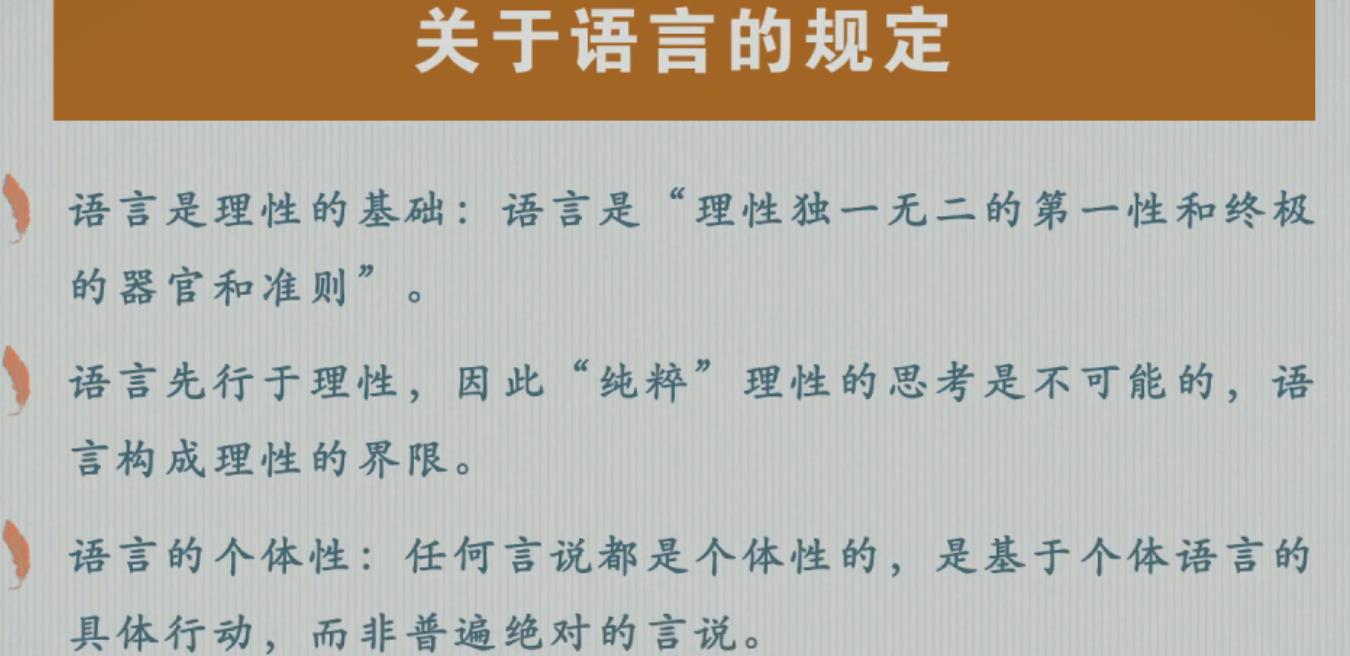 关于语言的规定
语言是理性的基础：语言是“理性独一无二的第一性和终极
的器官和准则”。
语言先行于理性，因此“纯粹”理性的思考是不可能的，语
言构成理性的界限。
语言的个体性：任何言说都是个体性的，是基于个体语言的
具体行动，而非普遍绝对的言说。